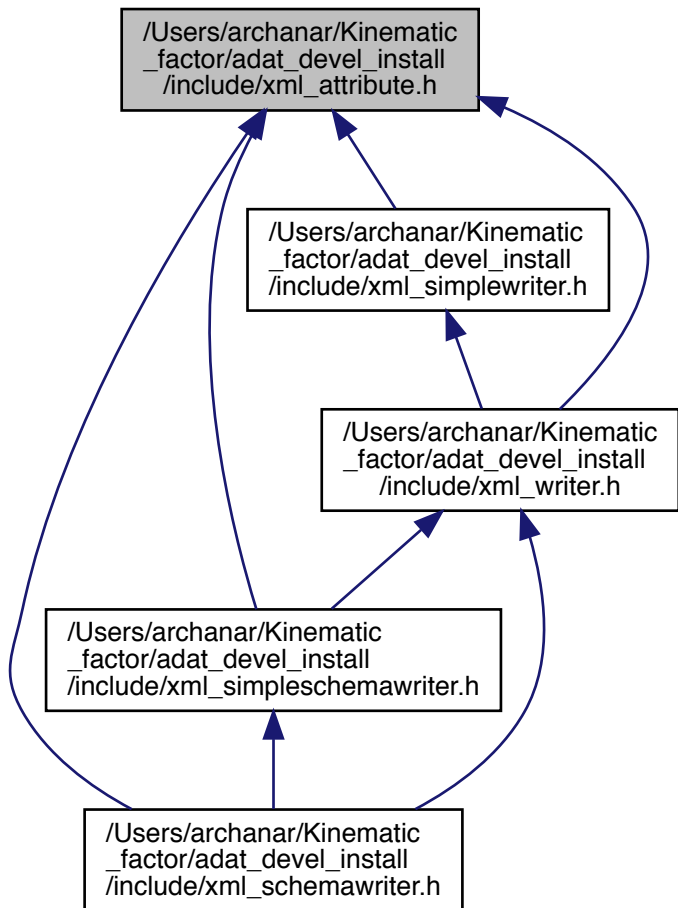 /Users/archanar/Kinematic
_factor/adat_devel_install
/include/xml_attribute.h
/Users/archanar/Kinematic
_factor/adat_devel_install
/include/xml_simplewriter.h
/Users/archanar/Kinematic
_factor/adat_devel_install
/include/xml_writer.h
/Users/archanar/Kinematic
_factor/adat_devel_install
/include/xml_simpleschemawriter.h
/Users/archanar/Kinematic
_factor/adat_devel_install
/include/xml_schemawriter.h